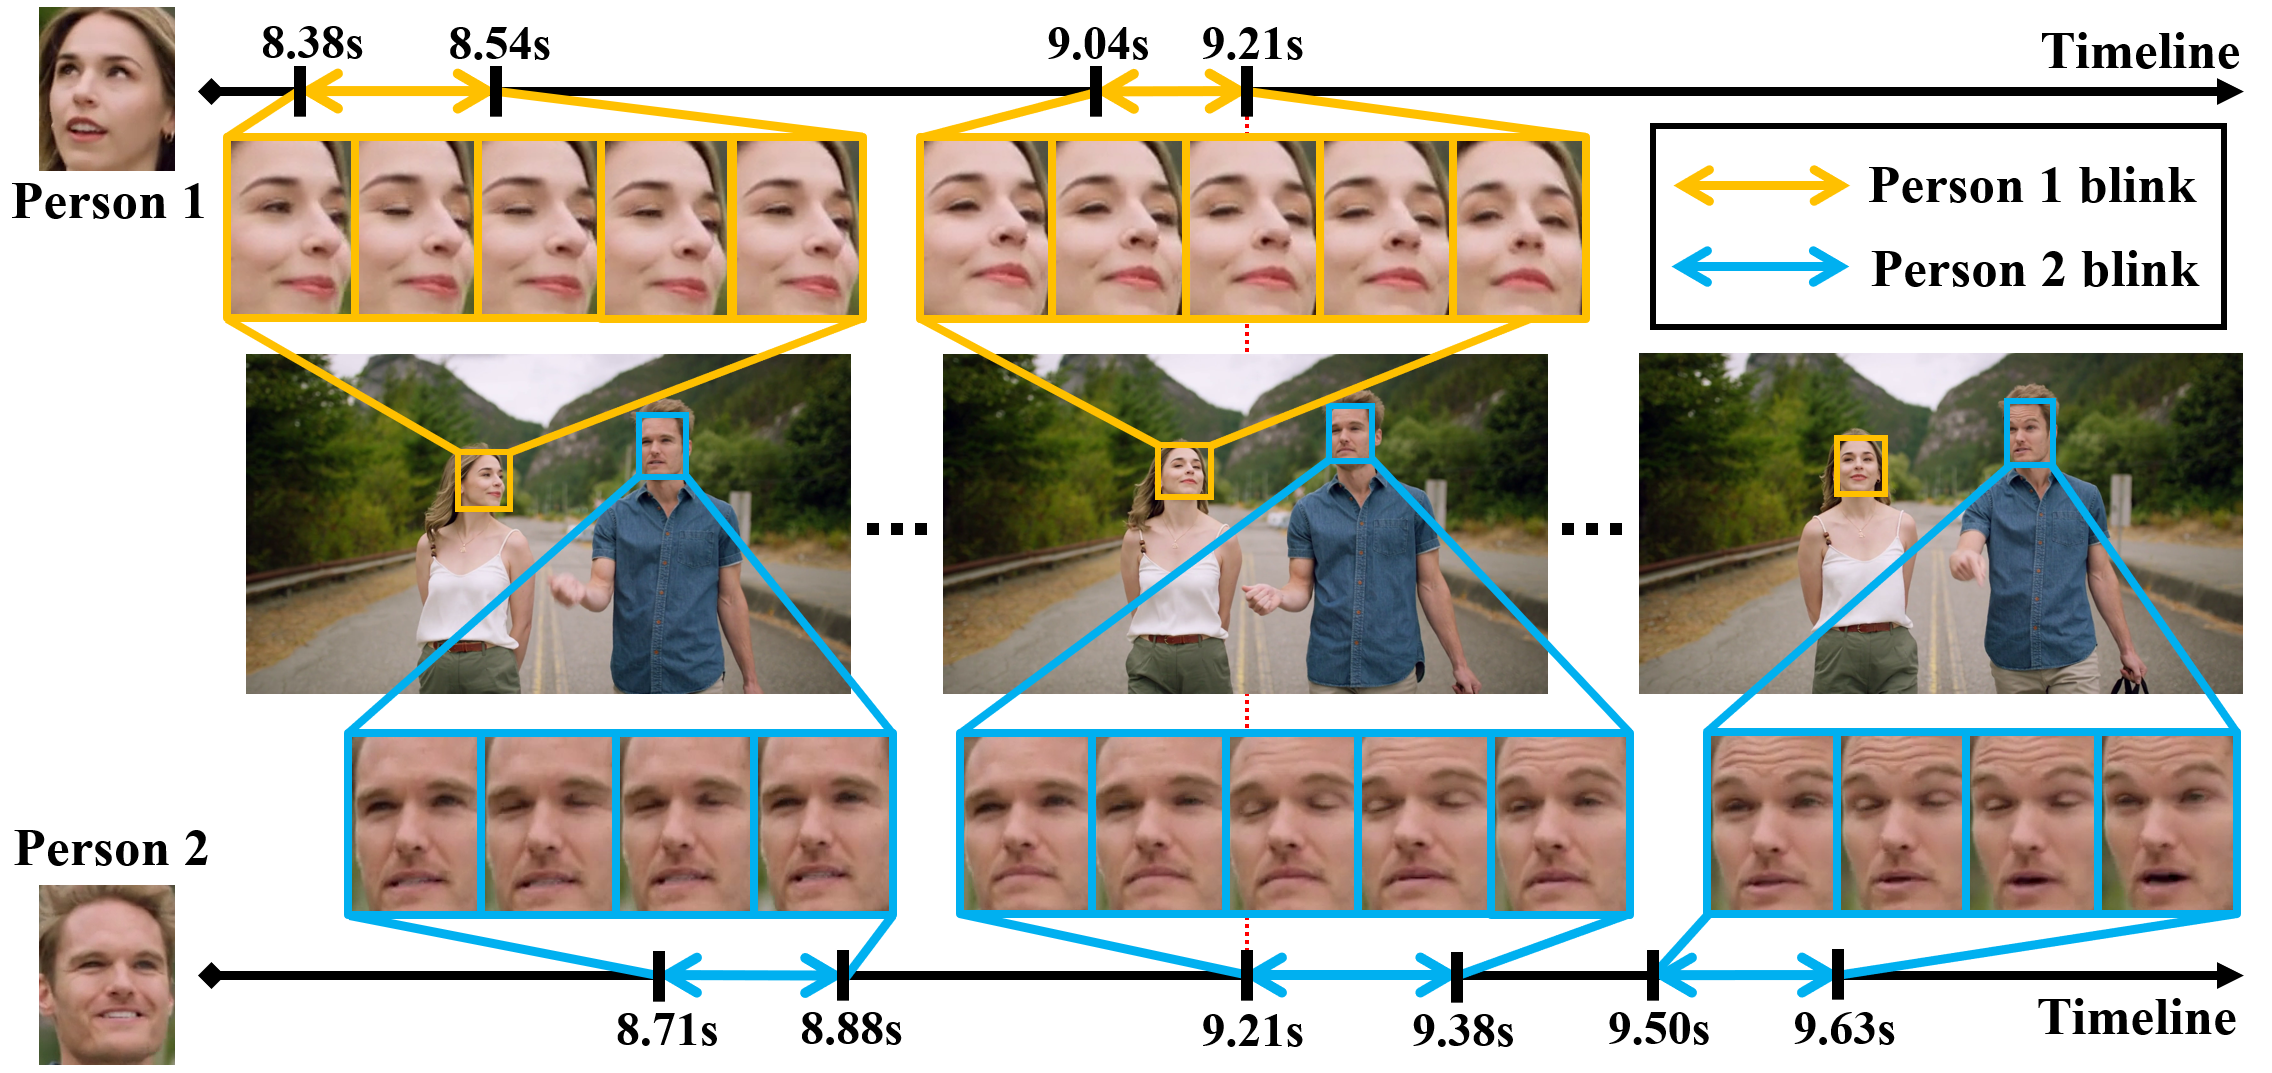 8.38s 8.54s 9.04s 9.21s Timeline
Person 1
Person 1 blink
Person 2 blink
Person 2
8.71s 8.88s 9.21s 9.38s 9.50s 9.63s Timeline